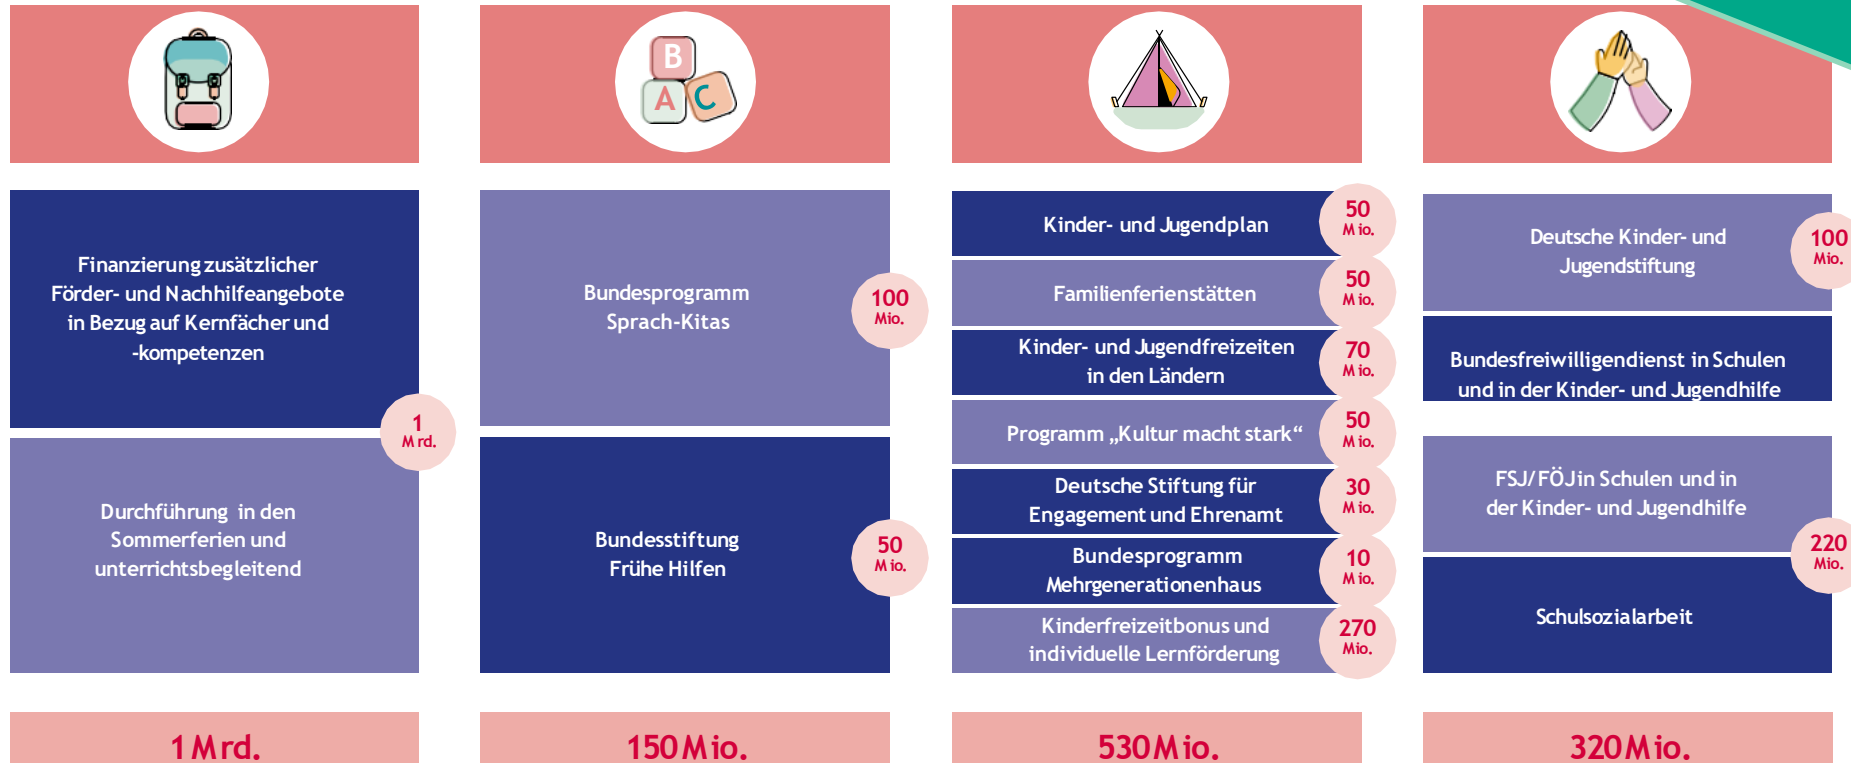 B
A
C
Finanzierung zusätzlicher
Förder- und Nachhilfeangebote
in Bezug auf Kernfächer und
-kompetenzen
1
Mrd.
Durchführung in den
Sommerferien und
unterrichtsbegleitend
1 Mrd.
Bundesprogramm
Sprach-Kitas
100
Mio.
Bundesstiftung
Frühe Hilfen
50
Mio.
150 Mio.
Kinder- und Jugendplan
50
Mio.
Familienferienstätten
50
Mio.
Kinder- und Jugendfreizeiten
in den Ländern
70
Mio.
Programm „Kultur macht stark“
50
Mio.
Deutsche Stiftung für
Engagement und Ehrenamt
30
Mio.
Bundesprogramm
Mehrgenerationenhaus
10
Mio.
Kinderfreizeitbonus und
individuelle Lernförderung
270
Mio.
530 Mio.
Deutsche Kinder- und
Jugendstiftung
100
Mio.
Bundesfreiwilligendienst in Schulen
und in der Kinder- und Jugendhilfe
FSJ/FÖJ in Schulen und in
der Kinder- und Jugendhilfe
220
Mio.
Schulsozialarbeit
320 Mio.